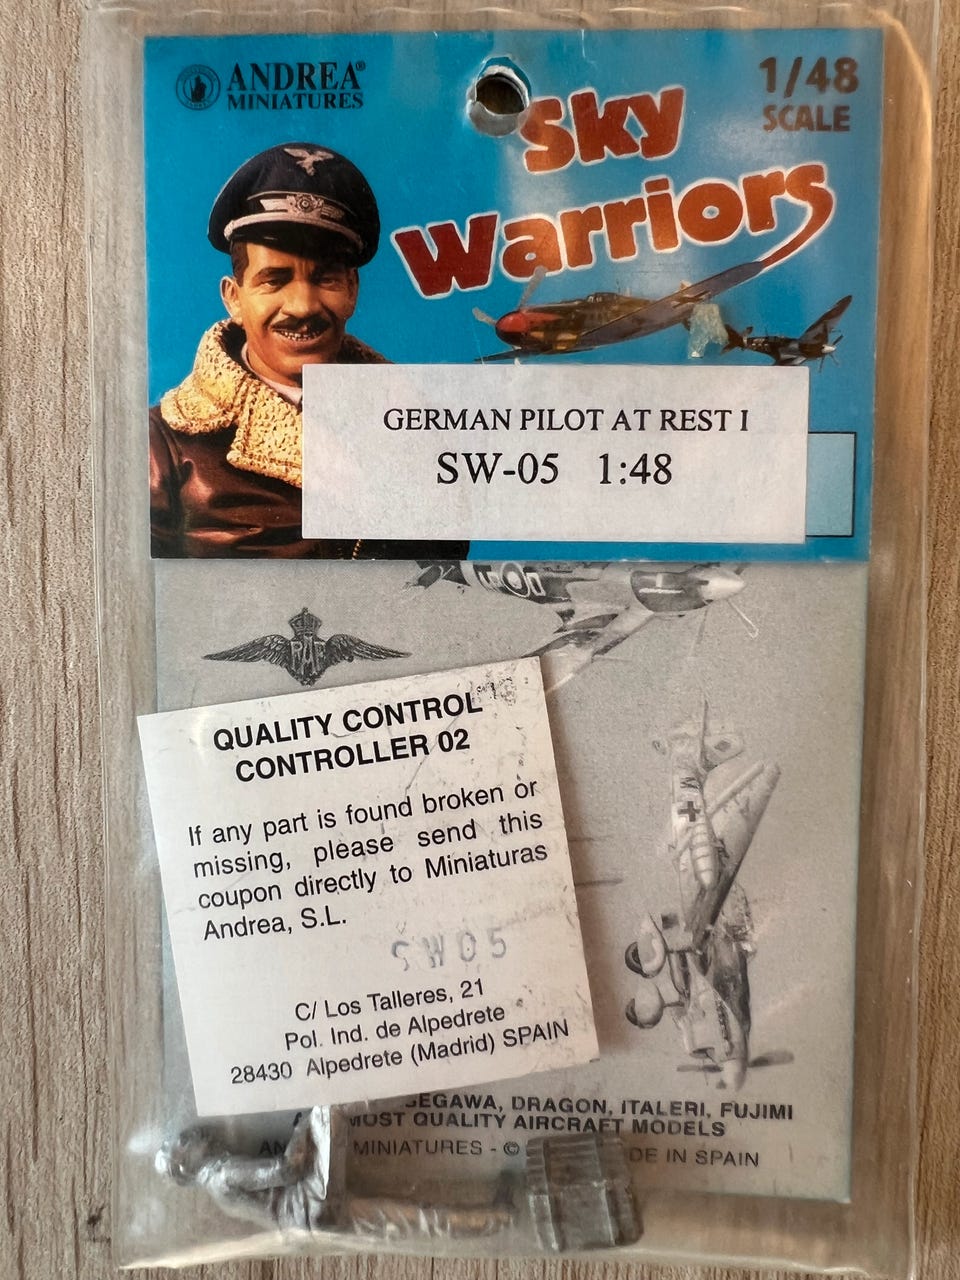 ANDREA®
MINIATURES
1/48
SCALE
Sky
Warriors
GERMAN PILOT AT REST I
SW-05 1:48
RAF
QUALITY CONTROL
CONTROLLER 02
If any part is found broken or
missing, please send this
coupon directly to Miniaturas
Andrea, S.L.
SW05
C/ Los Talleres, 21
Pol. Ind. de Alpedrete
28430 Alpedrete (Madrid) SPAIN
DRAGON, ITALERI, FUJIMI
MOST QUALITY AIRCRAFT MODELS
MINIATURES - ©
IN SPAIN